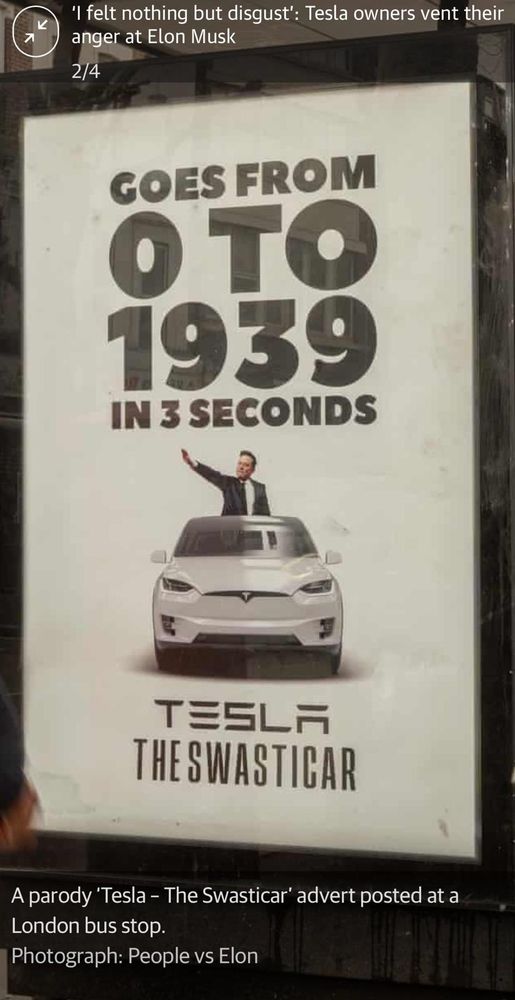 ‘I felt nothing but disgust’: Tesla owners vent their
anger at Elon Musk
2/4
GOES FROM
0 TO
1939
IN 3 SECONDS
TESLA
THE SWASTICAR
A parody ‘Tesla – The Swasticar’ advert posted at a
London bus stop.
Photograph: People vs Elon